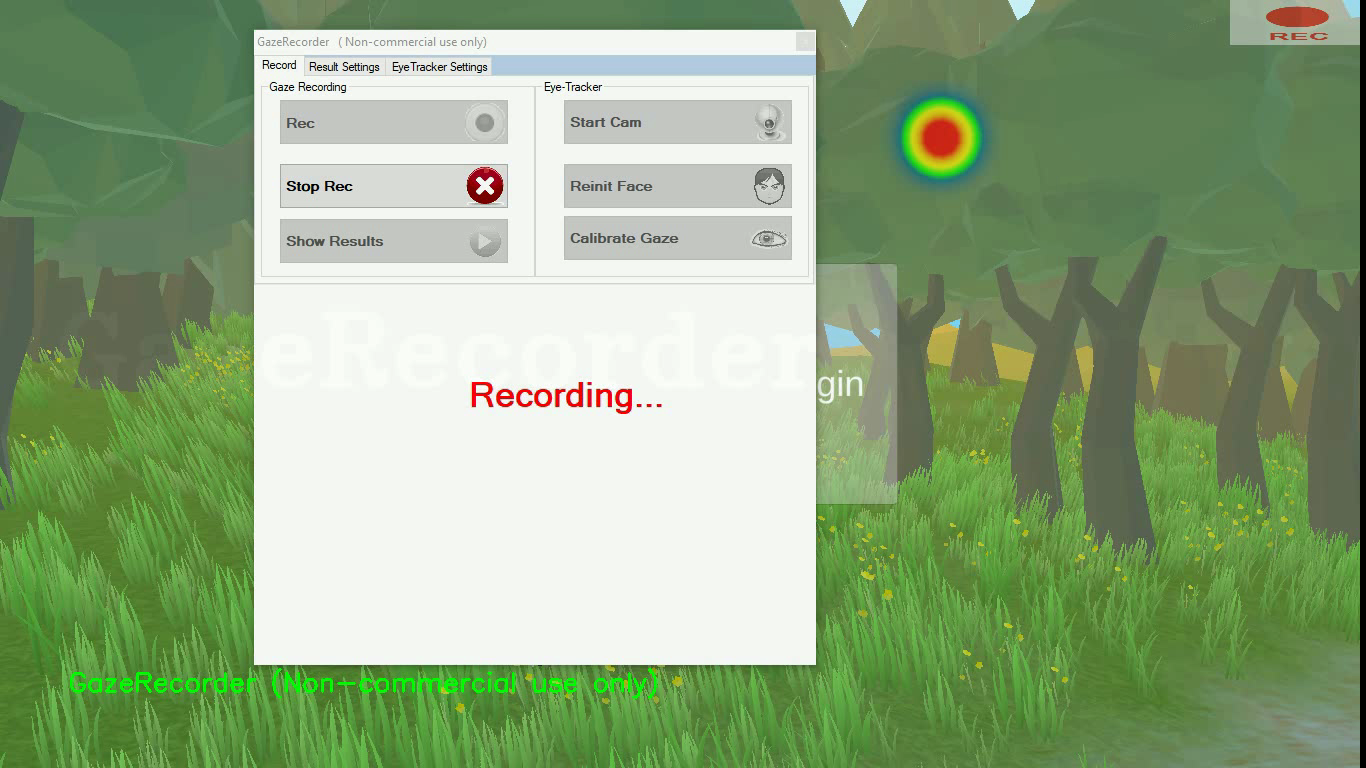 REC
GazeRecorder ( Non-commercial use only)
Record Result Settings EyeTracker Settings
Gaze Recording
Rec
Stop Rec
Show Results
Eye-Tracker
Start Cam
Reinit Face
Calibrate Gaze
GazeRecorder
Recording...
gin
GazeRecorder (Non-commercial use only)